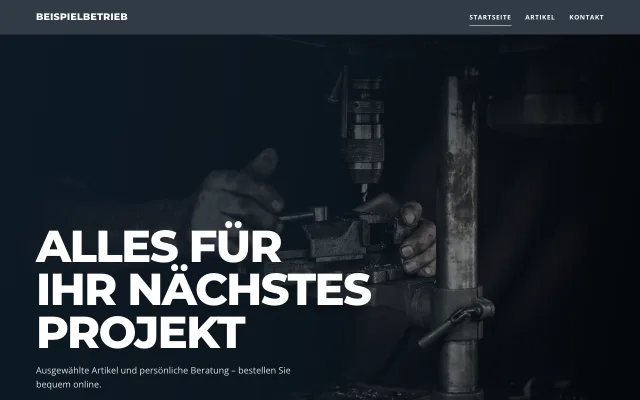 BEISPIELBETRIEB
STARTSEITE
ARTIKEL
KONTAKT
ALLES FÜR
IHR NÄCHSTES
PROJEKT
Ausgewählte Artikel und persönliche Beratung – bestellen Sie
bequem online.